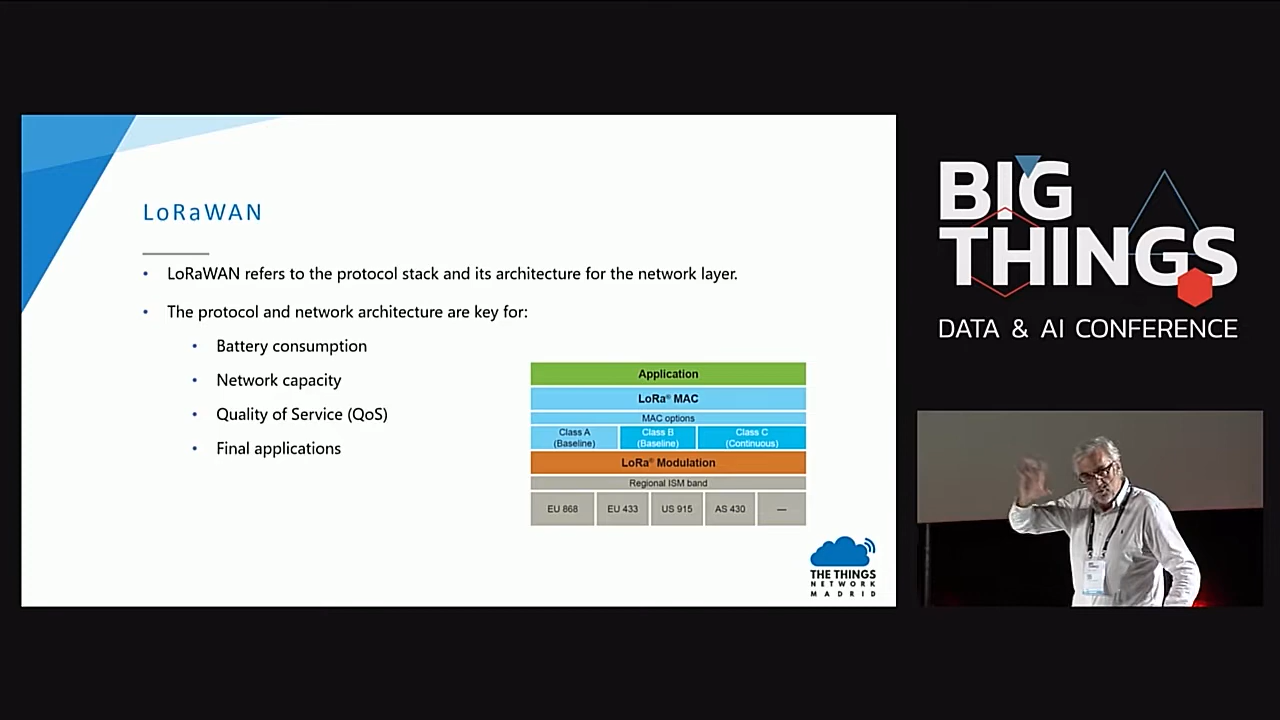 LoRaWAN
• LoRaWAN refers to the protocol stack and its architecture for the network layer.
• The protocol and network architecture are key for:
• Battery consumption
• Network capacity
• Quality of Service (QoS)
• Final applications
Application
LoRa® MAC
MAC options
Class A
(Baseline)
Class B
(Baseline)
Class C
(Continuous)
LoRa® Modulation
Regional ISM band
EU 868
EU 433
US 915
AS 430
—
THE THINGS
NETWORK
MADRID
BIG
THINGS
DATA & AI CONFERENCE